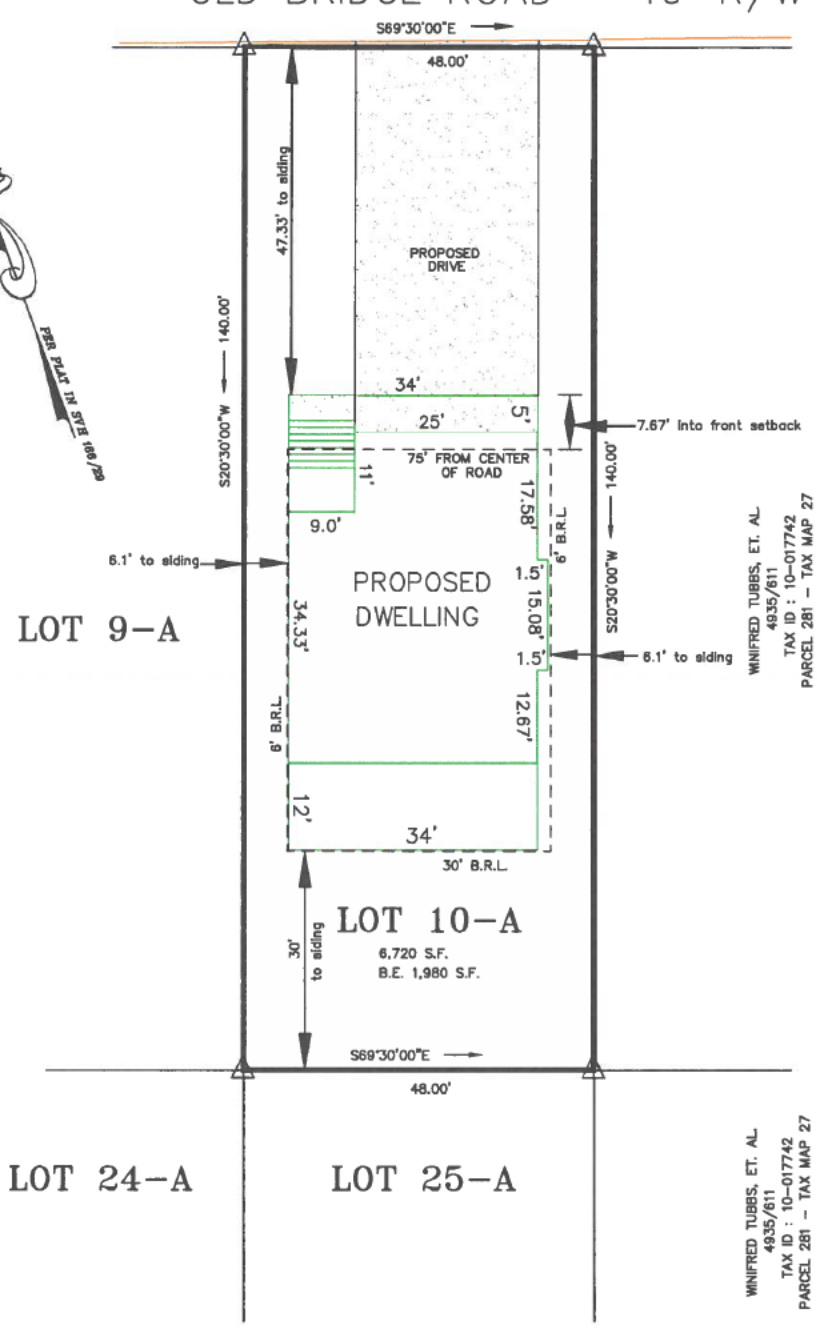 S69°30'00"E
48.00'
47.33' to siding
PROPOSED
DRIVE
PER PLAT IN SVH 166/29
S20°30'00"W
140.00'
34'
25'
5'
7.67' into front setback
75' FROM CENTER
OF ROAD
11'
9.0'
17.58'
6' B.R.L.
140.00'
S20°30'00"W
6.1' to siding
1.5'
PROPOSED
DWELLING
15.08'
34.33'
LOT 9-A
1.5'
6.1' to siding
WINIFRED TUBBS, ET. AL.
4935/611
TAX ID : 10-017742
PARCEL 281 - TAX MAP 27
6' B.R.L.
12.67'
12'
34'
30' B.R.L.
LOT 10-A
6,720 S.F.
B.E. 1,980 S.F.
30'
to siding
S69°30'00"E
48.00'
LOT 24-A
LOT 25-A
WINIFRED TUBBS, ET. AL.
4935/611
TAX ID : 10-017742
PARCEL 281 - TAX MAP 27